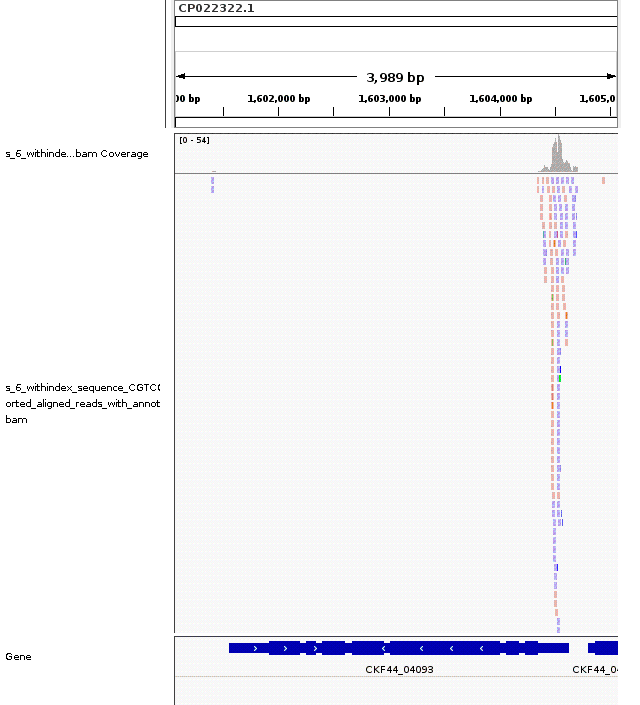 CP022322.1
3,989 bp
00 bp 1,602,000 bp 1,603,000 bp 1,604,000 bp 1,605,0
[0 - 54]
s_6_withinde...bam Coverage
s_6_withindex_sequence_CGTC
orted_aligned_reads_with_annot
bam
Gene
CKF44_04093 CKF44_0